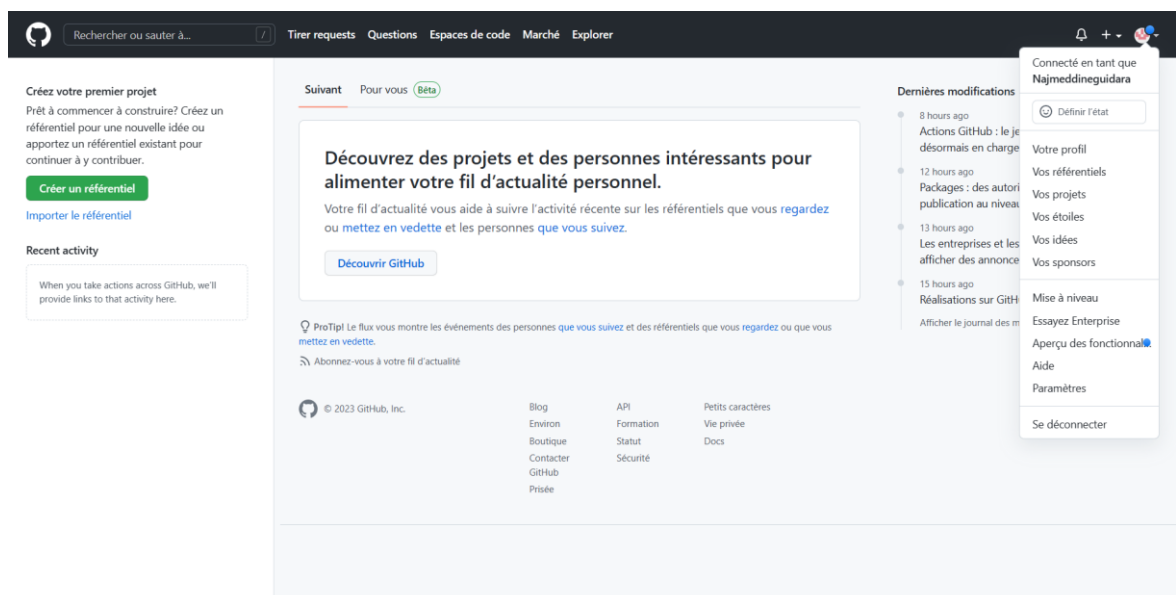 Rechercher ou sauter à...
/
Tirer requests Questions Espaces de code Marché Explorer
Créez votre premier projet
Prêt à commencer à construire? Créez un
référentiel pour une nouvelle idée ou
apportez un référentiel existant pour
continuer à y contribuer.
Créer un référentiel
Importer le référentiel
Recent activity
When you take actions across GitHub, we'll
provide links to that activity here.
Suivant Pour vous Bêta
Découvrez des projets et des personnes intéressants pour
alimenter votre fil d'actualité personnel.
Votre fil d'actualité vous aide à suivre l'activité récente sur les référentiels que vous regardez
ou mettez en vedette et les personnes que vous suivez.
Découvrir GitHub
ProTip! Le flux vous montre les événements des personnes que vous suivez et des référentiels que vous regardez ou que vous
mettez en vedette.
Abonnez-vous à votre fil d'actualité
© 2023 GitHub, Inc.
Blog
Environ
Boutique
Contacter
GitHub
Prisée
API
Formation
Statut
Sécurité
Petits caractères
Vie privée
Docs
Dernières modifications
8 hours ago
Actions GitHub : le je
désormais en charge
12 hours ago
Packages : des autori
publication au niveau
13 hours ago
Les entreprises et les
afficher des annonce
15 hours ago
Réalisations sur GitH
Afficher le journal des m
Connecté en tant que
Najmeddineguidara
Définir l'état
Votre profil
Vos référentiels
Vos projets
Vos étoiles
Vos idées
Vos sponsors
Mise à niveau
Essayez Enterprise
Aperçu des fonctionnal
Aide
Paramètres
Se déconnecter